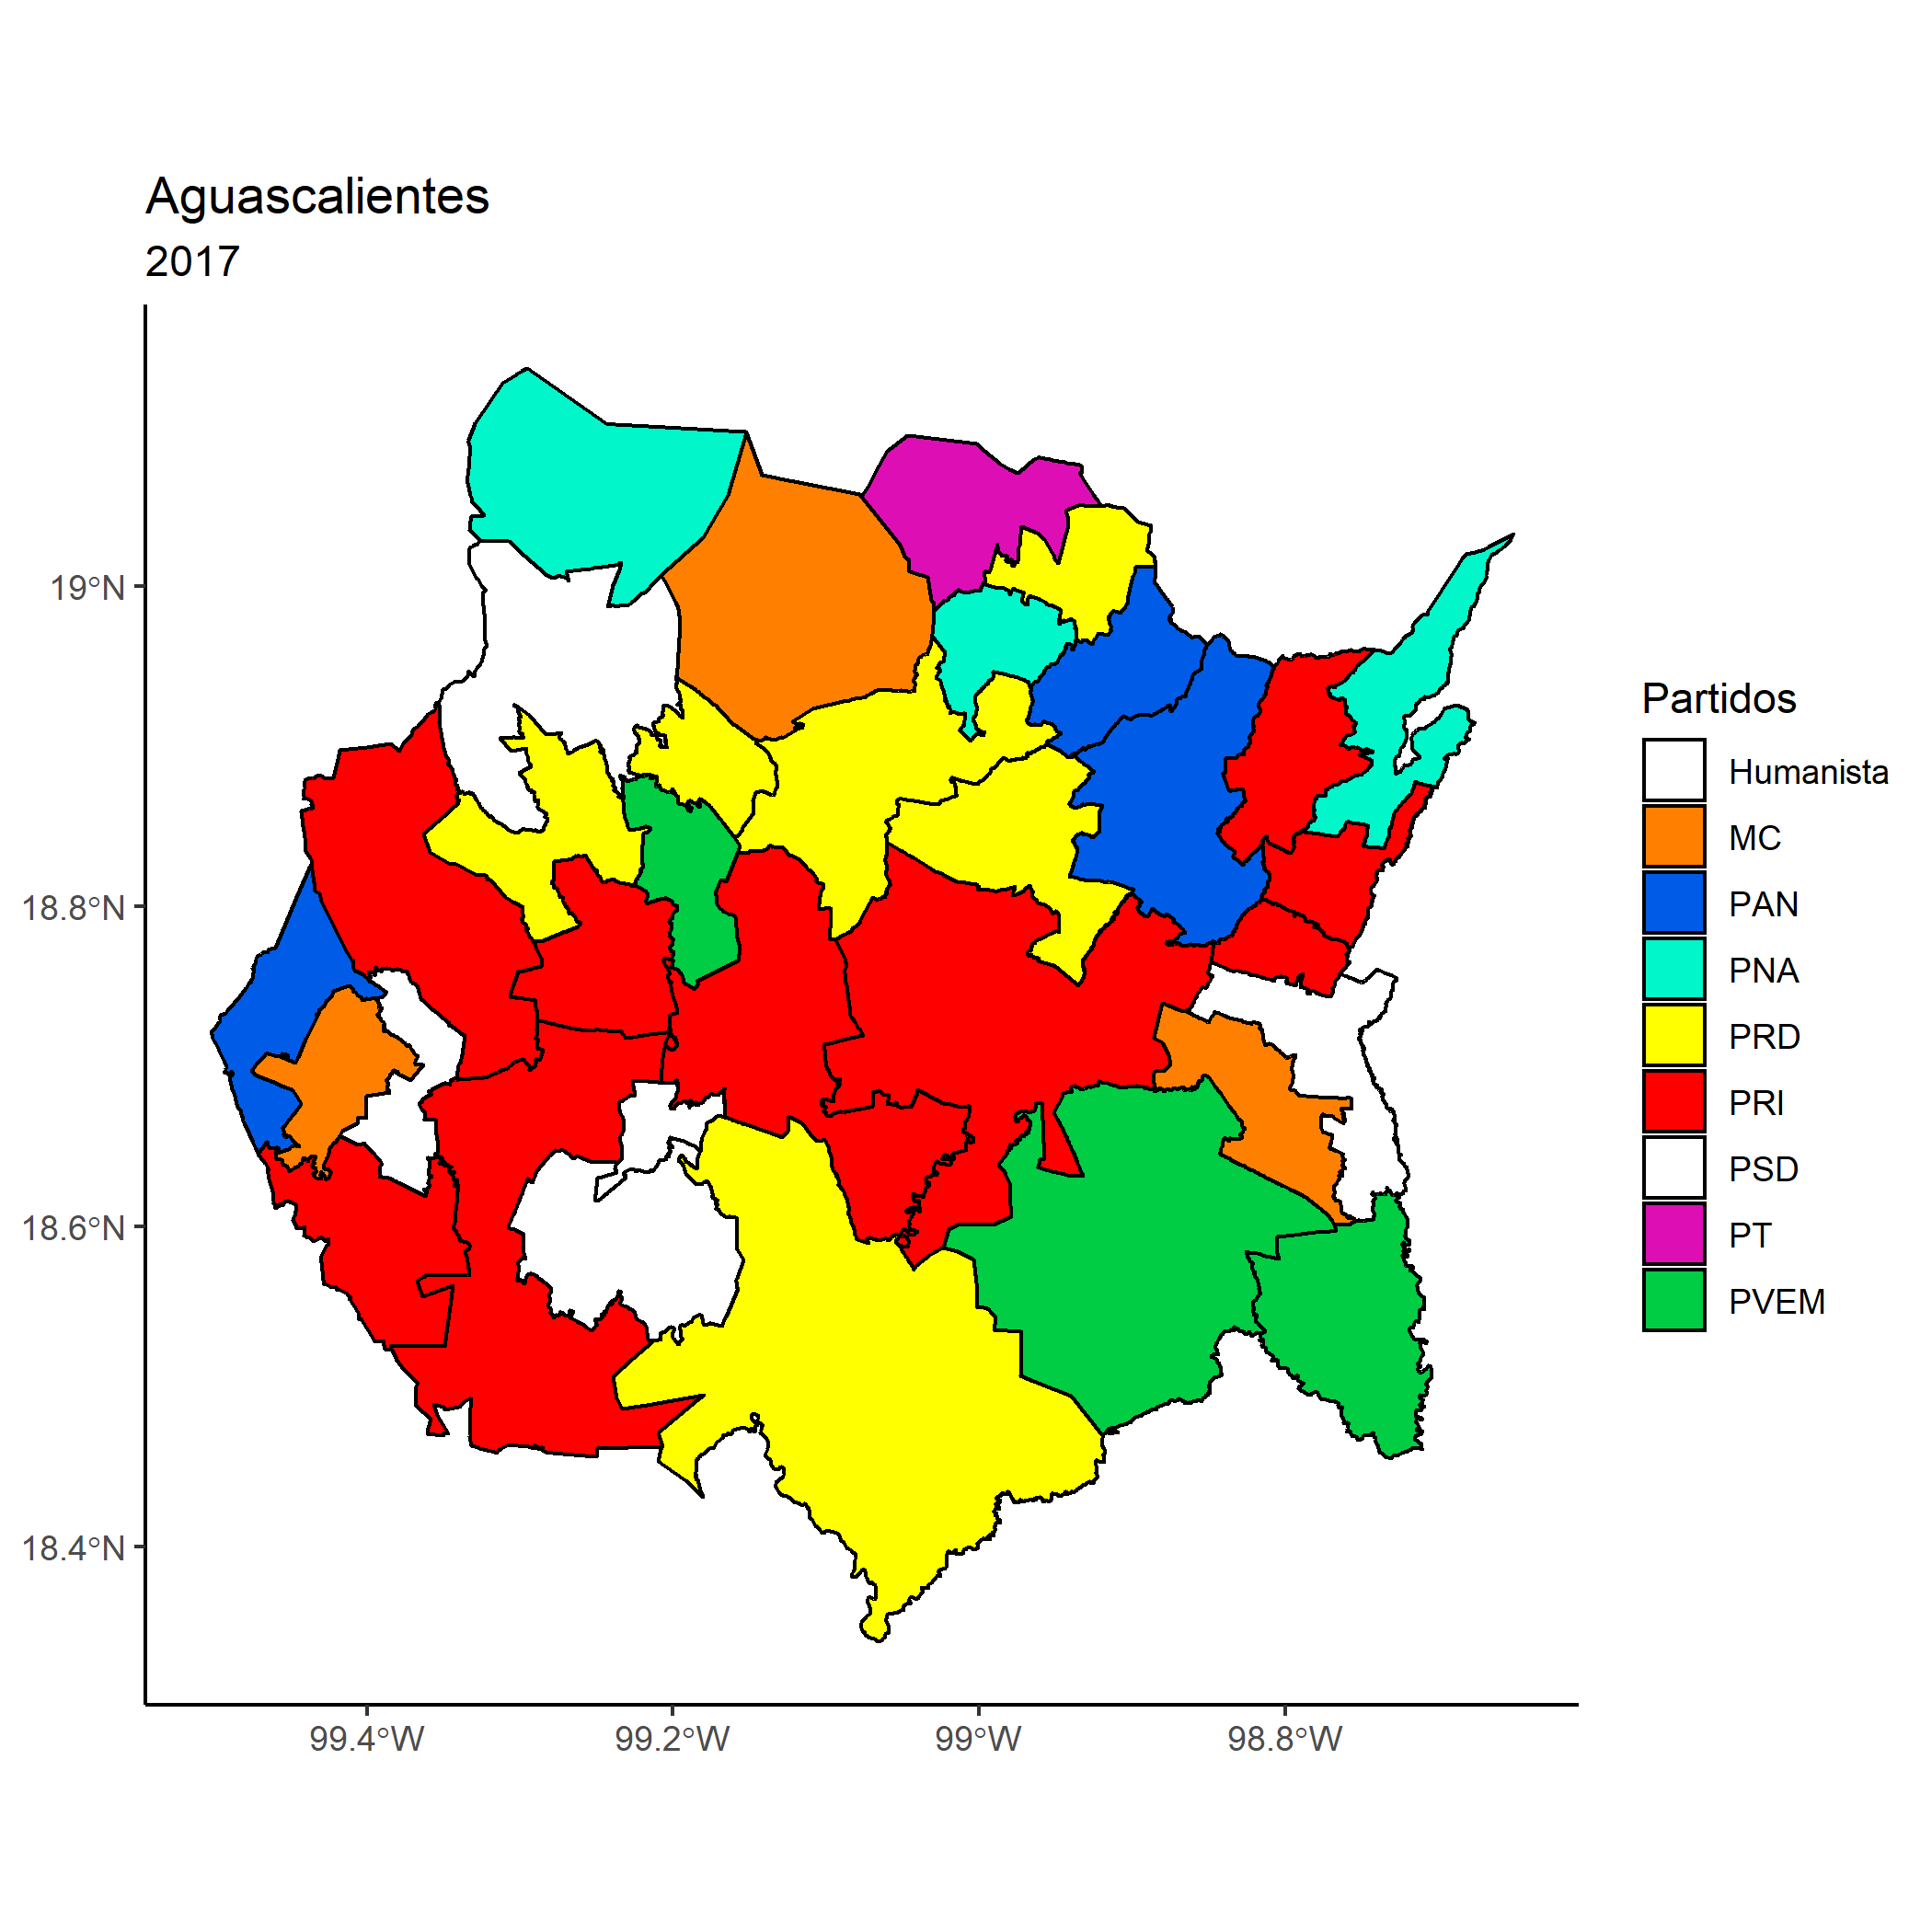 Aguascalientes
2017
19°N
18.8°N
18.6°N
18.4°N
99.4°W
99.2°W
99°W
98.8°W
Partidos
Humanista
MC
PAN
PNA
PRD
PRI
PSD
PT
PVEM